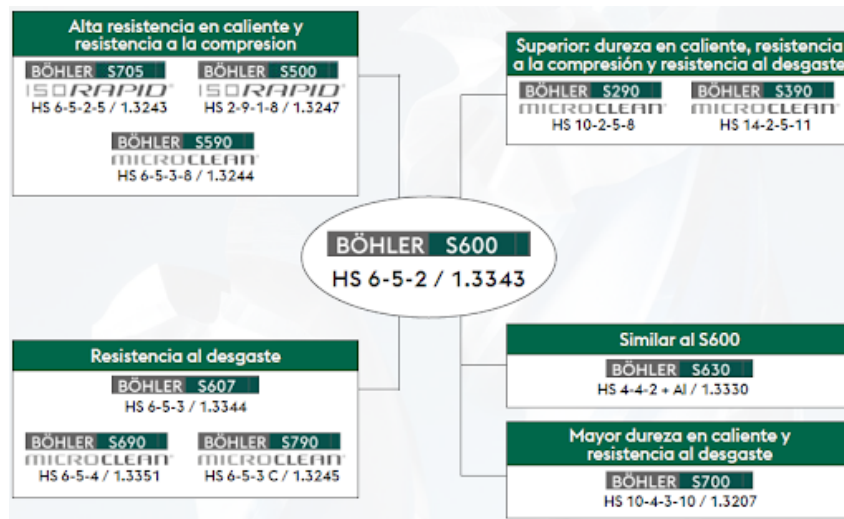 Alta resistencia en caliente y
resistencia a la compresion
BÖHLER S705
ISORAPID
HS 6-5-2-5 / 1.3243
BÖHLER S500
ISORAPID
HS 2-9-1-8 / 1.3247
BÖHLER S590
MICROCLEAN
HS 6-5-3-8 / 1.3244
Superior: dureza en caliente, resistencia
a la compresión y resistencia al desgaste
BÖHLER S290
MICROCLEAN
HS 10-2-5-8
BÖHLER S390
MICROCLEAN
HS 14-2-5-11
BÖHLER S600
HS 6-5-2 / 1.3343
Resistencia al desgaste
BÖHLER S607
HS 6-5-3 / 1.3344
BÖHLER S690
MICROCLEAN
HS 6-5-4 / 1.3351
BÖHLER S790
MICROCLEAN
HS 6-5-3 C / 1.3245
Similar al S600
BÖHLER S630
HS 4-4-2 + Al / 1.3330
Mayor dureza en caliente y
resistencia al desgaste
BÖHLER S700
HS 10-4-3-10 / 1.3207